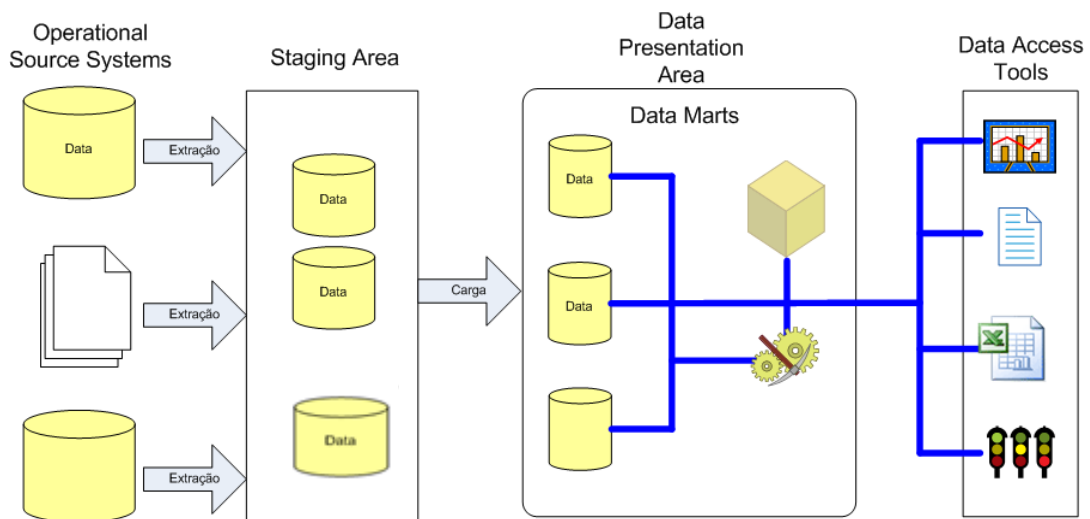 Operational
Source Systems
Data
Extração
Extração
Extração
Staging Area
Data
Data
Data
Carga
Data
Presentation
Area
Data Marts
Data
Data
Data Access
Tools